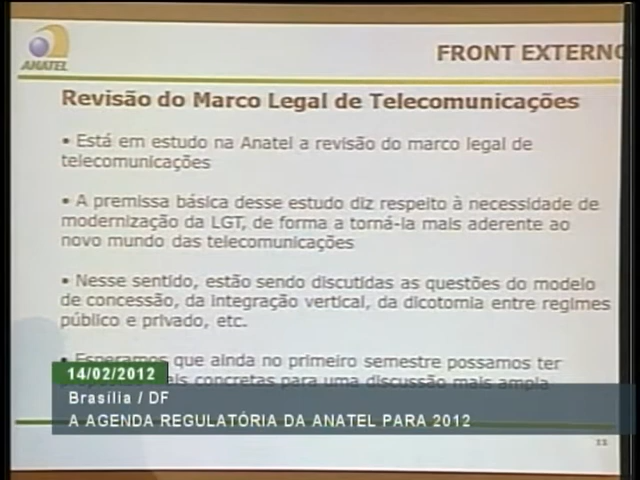 ANATEL
FRONT EXTERNO
Revisão do Marco Legal de Telecomunicações
• Está em estudo na Anatel a revisão do marco legal de
telecomunicações
• A premissa básica desse estudo diz respeito à necessidade de
modernização da LGT, de forma a torná-la mais aderente ao
novo mundo das telecomunicações
• Nesse sentido, estão sendo discutidas as questões do modelo
de concessão, da integração vertical, da dicotomia entre regimes
público e privado, etc.
• Esperamos que ainda no primeiro semestre possamos ter
concretas para uma discussão mais ampla
14/02/2012
Brasília / DF
A AGENDA REGULATÓRIA DA ANATEL PARA 2012